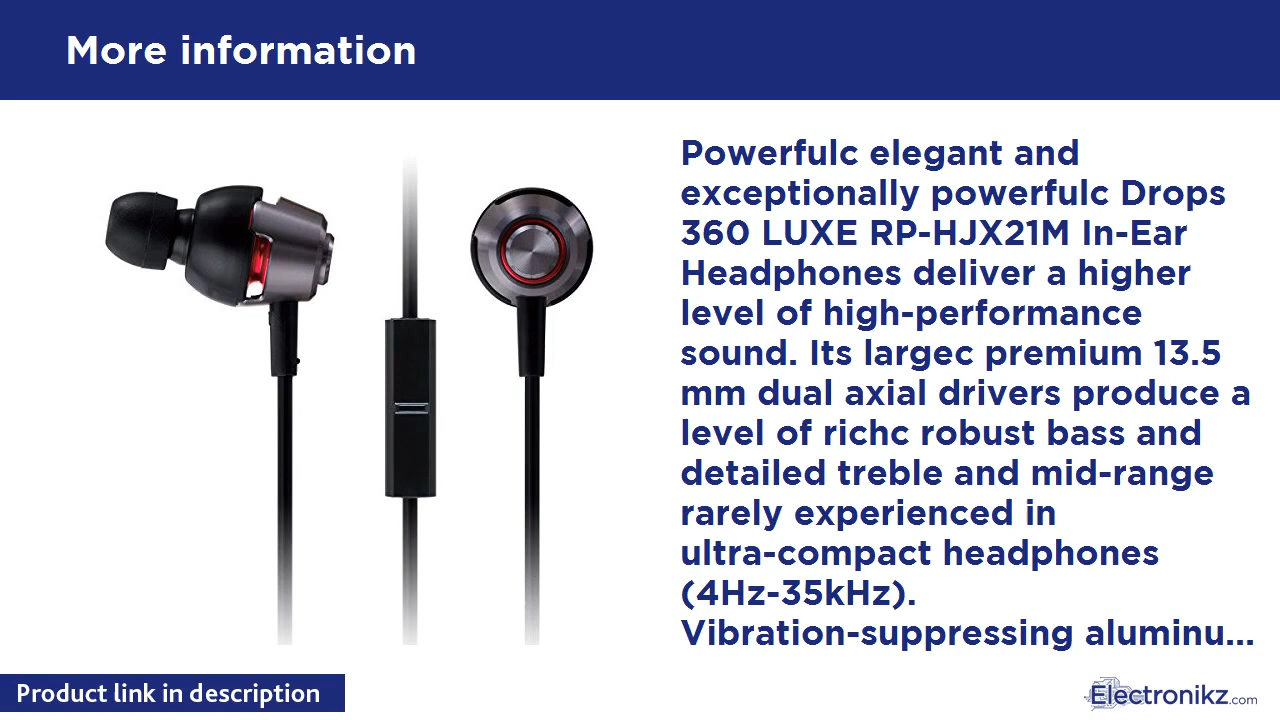 More information
Powerfulc elegant and
exceptionally powerfulc Drops
360 LUXE RP-HJX21M In-Ear
Headphones deliver a higher
level of high-performance
sound. Its largec premium 13.5
mm dual axial drivers produce a
level of richc robust bass and
detailed treble and mid-range
rarely experienced in
ultra-compact headphones
(4Hz-35kHz).
Vibration-suppressing aluminu...
Product link in description
Electronikz.com